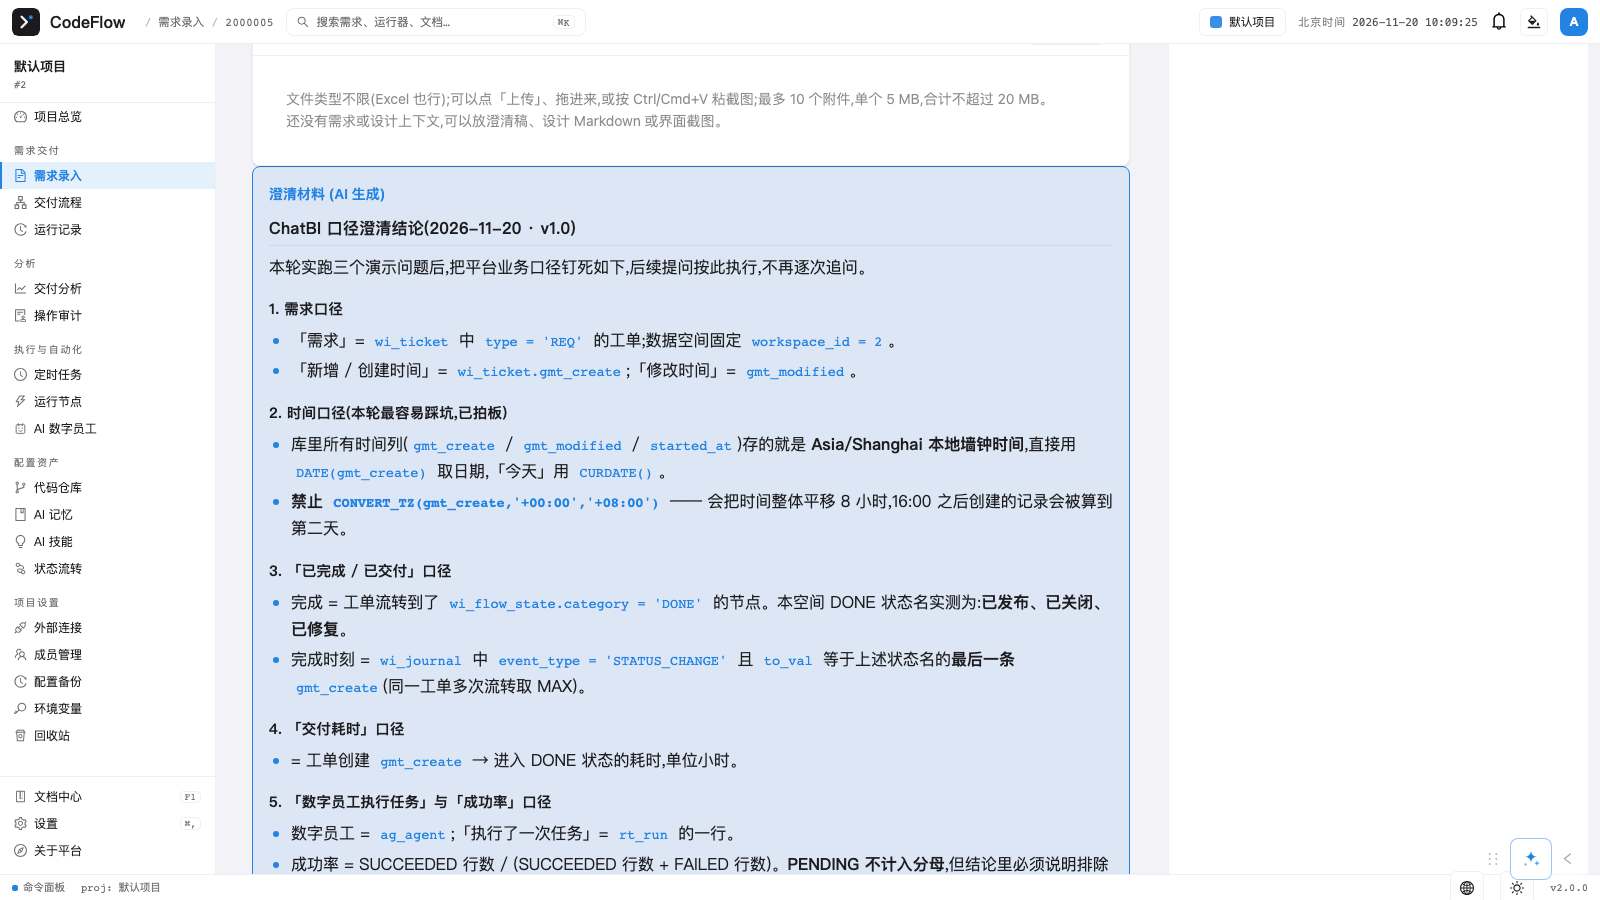 CodeFlow / 需求录入 / 2000005 搜索需求、运行器、文档... ⌘K 默认项目 北京时间 2026-11-20 10:09:25 A
默认项目
#2
项目总览
需求交付
需求录入
交付流程
运行记录
分析
交付分析
操作审计
执行与自动化
定时任务
运行节点
AI 数字员工
配置资产
代码仓库
AI 记忆
AI 技能
状态流转
项目设置
外部连接
成员管理
配置备份
环境变量
回收站
文档中心 F1
设置 ⌘,
关于平台
文件类型不限(Excel 也行);可以点「上传」、拖进来,或按 Ctrl/Cmd+V 粘截图;最多 10 个附件,单个 5 MB,合计不超过 20 MB。
还没有需求或设计上下文,可以放澄清稿、设计 Markdown 或界面截图。
澄清材料 (AI 生成)
ChatBI 口径澄清结论(2026-11-20 · v1.0)
本轮实跑三个演示问题后,把平台业务口径钉死如下,后续提问按此执行,不再逐次追问。
1. 需求口径
「需求」= wi_ticket 中 type = 'REQ' 的工单;数据空间固定 workspace_id = 2 。
「新增 / 创建时间」= wi_ticket.gmt_create ;「修改时间」= gmt_modified 。
2. 时间口径(本轮最容易踩坑,已拍板)
库里所有时间列( gmt_create / gmt_modified / started_at )存的就是 Asia/Shanghai 本地墙钟时间,直接用
DATE(gmt_create) 取日期,「今天」用 CURDATE() 。
禁止 CONVERT_TZ(gmt_create,'+00:00','+08:00') —— 会把时间整体平移 8 小时,16:00 之后创建的记录会被算到
第二天。
3. 「已完成 / 已交付」口径
完成 = 工单流转到了 wi_flow_state.category = 'DONE' 的节点。本空间 DONE 状态名实测为:已发布、已关闭、
已修复。
完成时刻 = wi_journal 中 event_type = 'STATUS_CHANGE' 且 to_val 等于上述状态名的最后一条
gmt_create (同一工单多次流转取 MAX)。
4. 「交付耗时」口径
= 工单创建 gmt_create → 进入 DONE 状态的耗时,单位小时。
5. 「数字员工执行任务」与「成功率」口径
数字员工 = ag_agent ;「执行了一次任务」= rt_run 的一行。
成功率 = SUCCEEDED 行数 / (SUCCEEDED 行数 + FAILED 行数)。PENDING 不计入分母,但结论里必须说明排除
命令面板 proj: 默认项目 v2.0.0